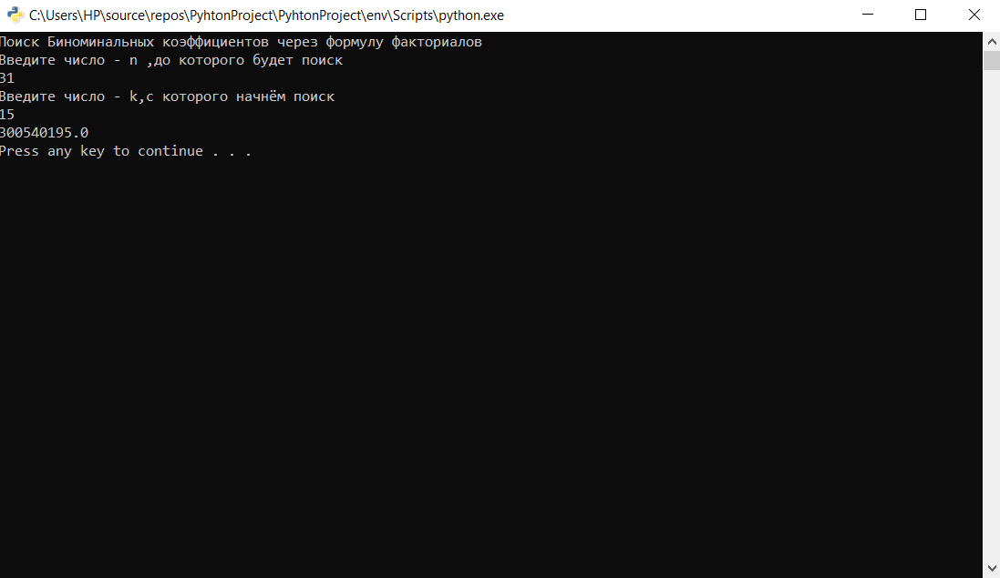 C:\Users\HP\source\repos\PyhtonProject\PyhtonProject\env\Scripts\python.exe
Поиск Биноминальных коэффициентов через формулу факториалов
Введите число - n ,до которого будет поиск
31
Введите число - k,с которого начнём поиск
15
300540195.0
Press any key to continue . . .